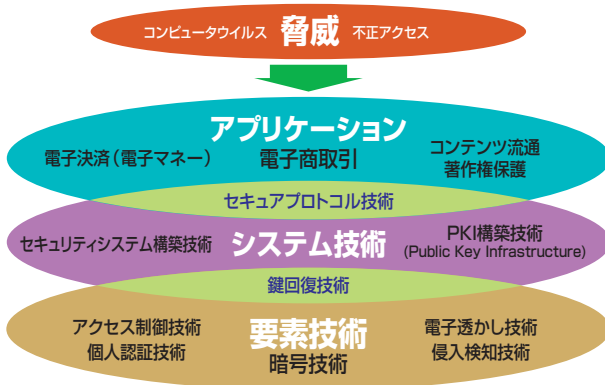 コンピュータウイルス 脅威 不正アクセス
アプリケーション
電子決済(電子マネー) 電子商取引 コンテンツ流通
著作権保護
セキュアプロトコル技術
セキュリティシステム構築技術 システム技術 PKI構築技術
(Public Key Infrastructure)
鍵回復技術
アクセス制御技術 要素技術 電子透かし技術
個人認証技術 暗号技術 侵入検知技術